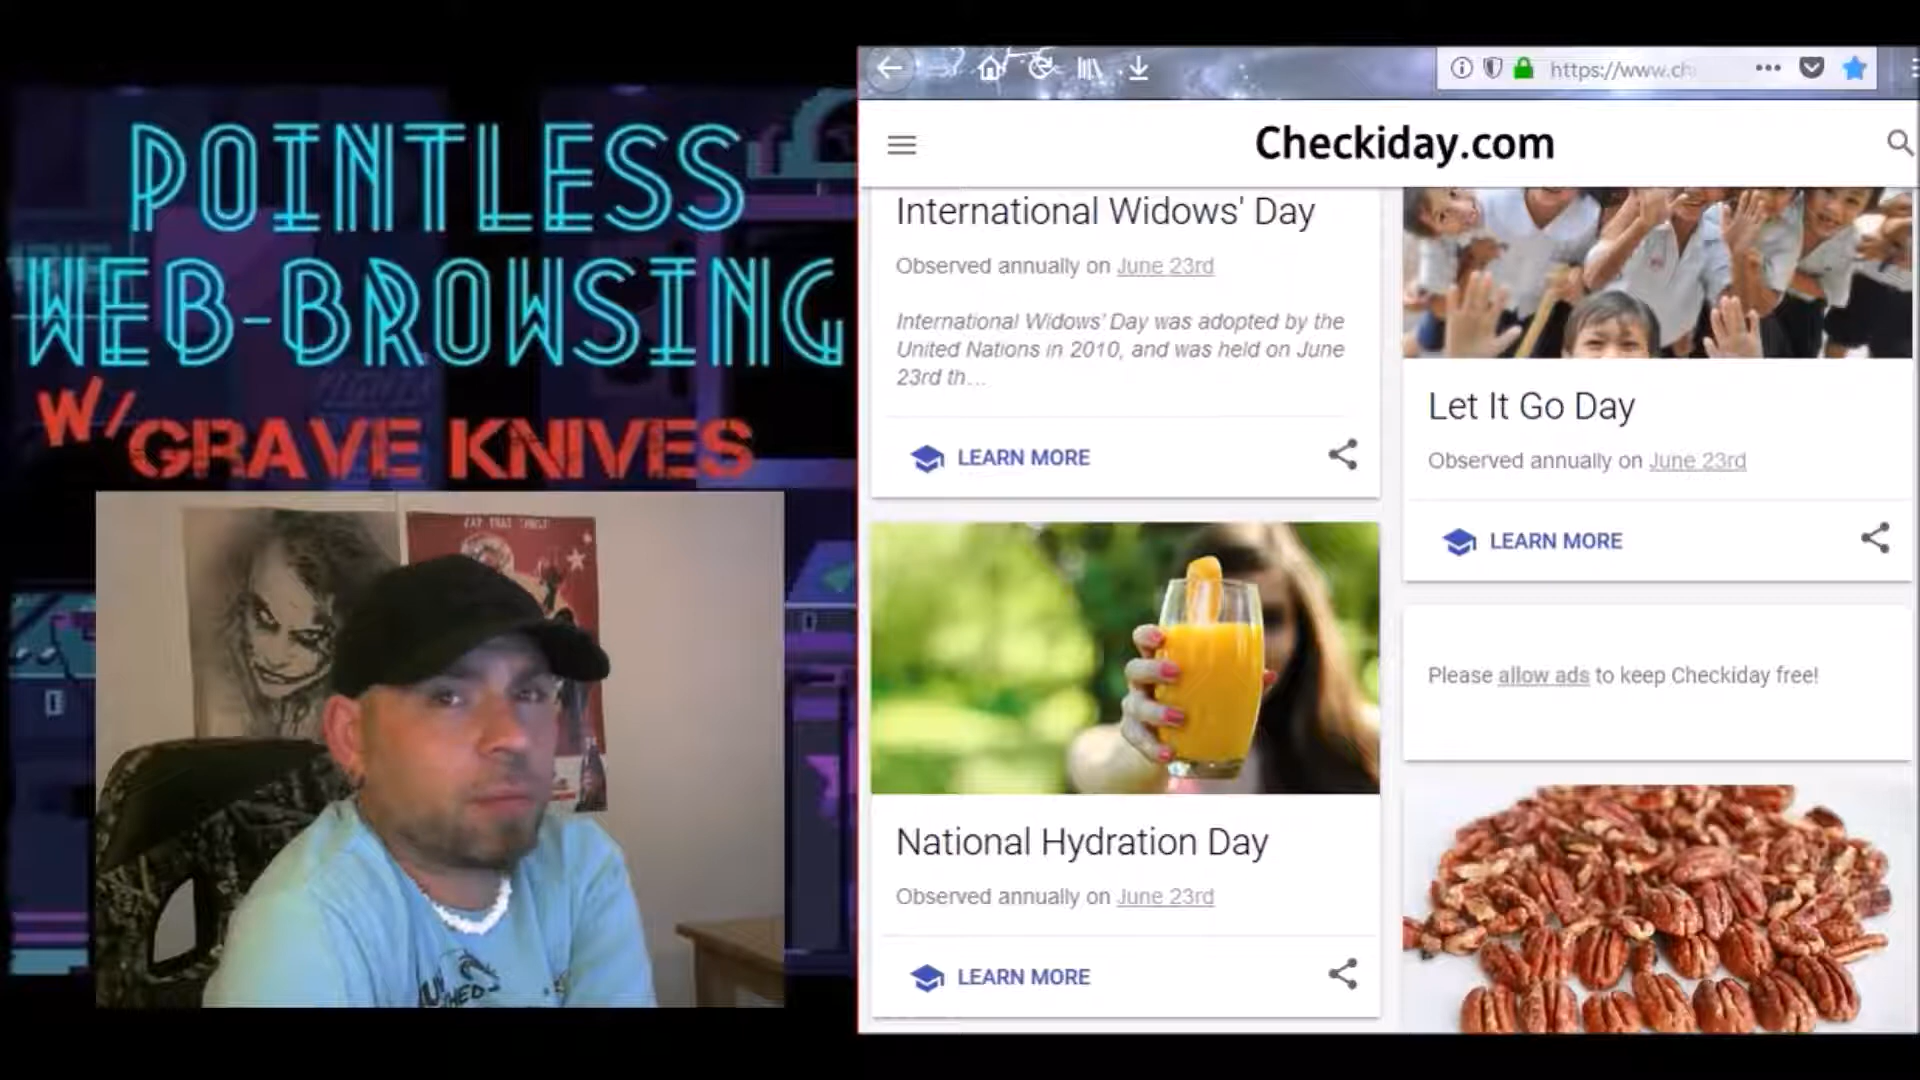 POINTLESS
WEB-BROWSING
W/ GRAVE KNIVES
https://www.ch
Checkiday.com
International Widows' Day
Observed annually on June 23rd
International Widows' Day was adopted by the
United Nations in 2010, and was held on June
23rd th...
LEARN MORE
National Hydration Day
Observed annually on June 23rd
LEARN MORE
Let It Go Day
Observed annually on June 23rd
LEARN MORE
Please allow ads to keep Checkiday free!